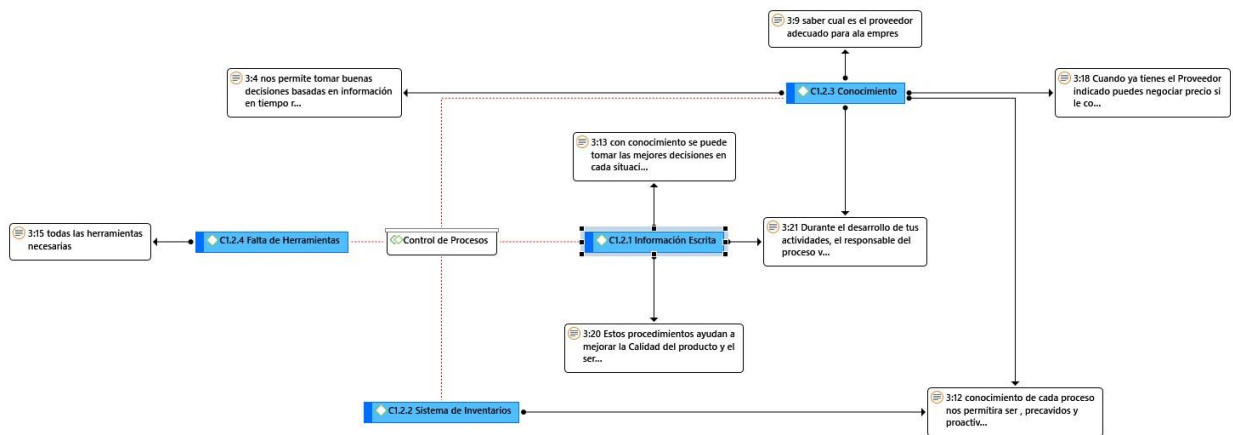 3:9 saber cual es el proveedor
adecuado para ala empres
3:4 nos permite tomar buenas
decisiones basadas en información
en tiempo r...
C1.2.3 Conocimiento
3:18 Cuando ya tienes el Proveedor
indicado puedes negociar precio si
le co...
3:13 con conocimiento se puede
tomar las mejores decisiones en
cada situaci...
3:15 todas las herramientas
necesarias
C1.2.4 Falta de Herramientas
Control de Procesos
C1.2.1 Información Escrita
3:21 Durante el desarrollo de tus
actividades, el responsable del
proceso v...
3:20 Estos procedimientos ayudan a
mejorar la Calidad del producto y el
ser...
C1.2.2 Sistema de Inventarios
3:12 conocimiento de cada proceso
nos permitira ser , precavidos y
proactiv...